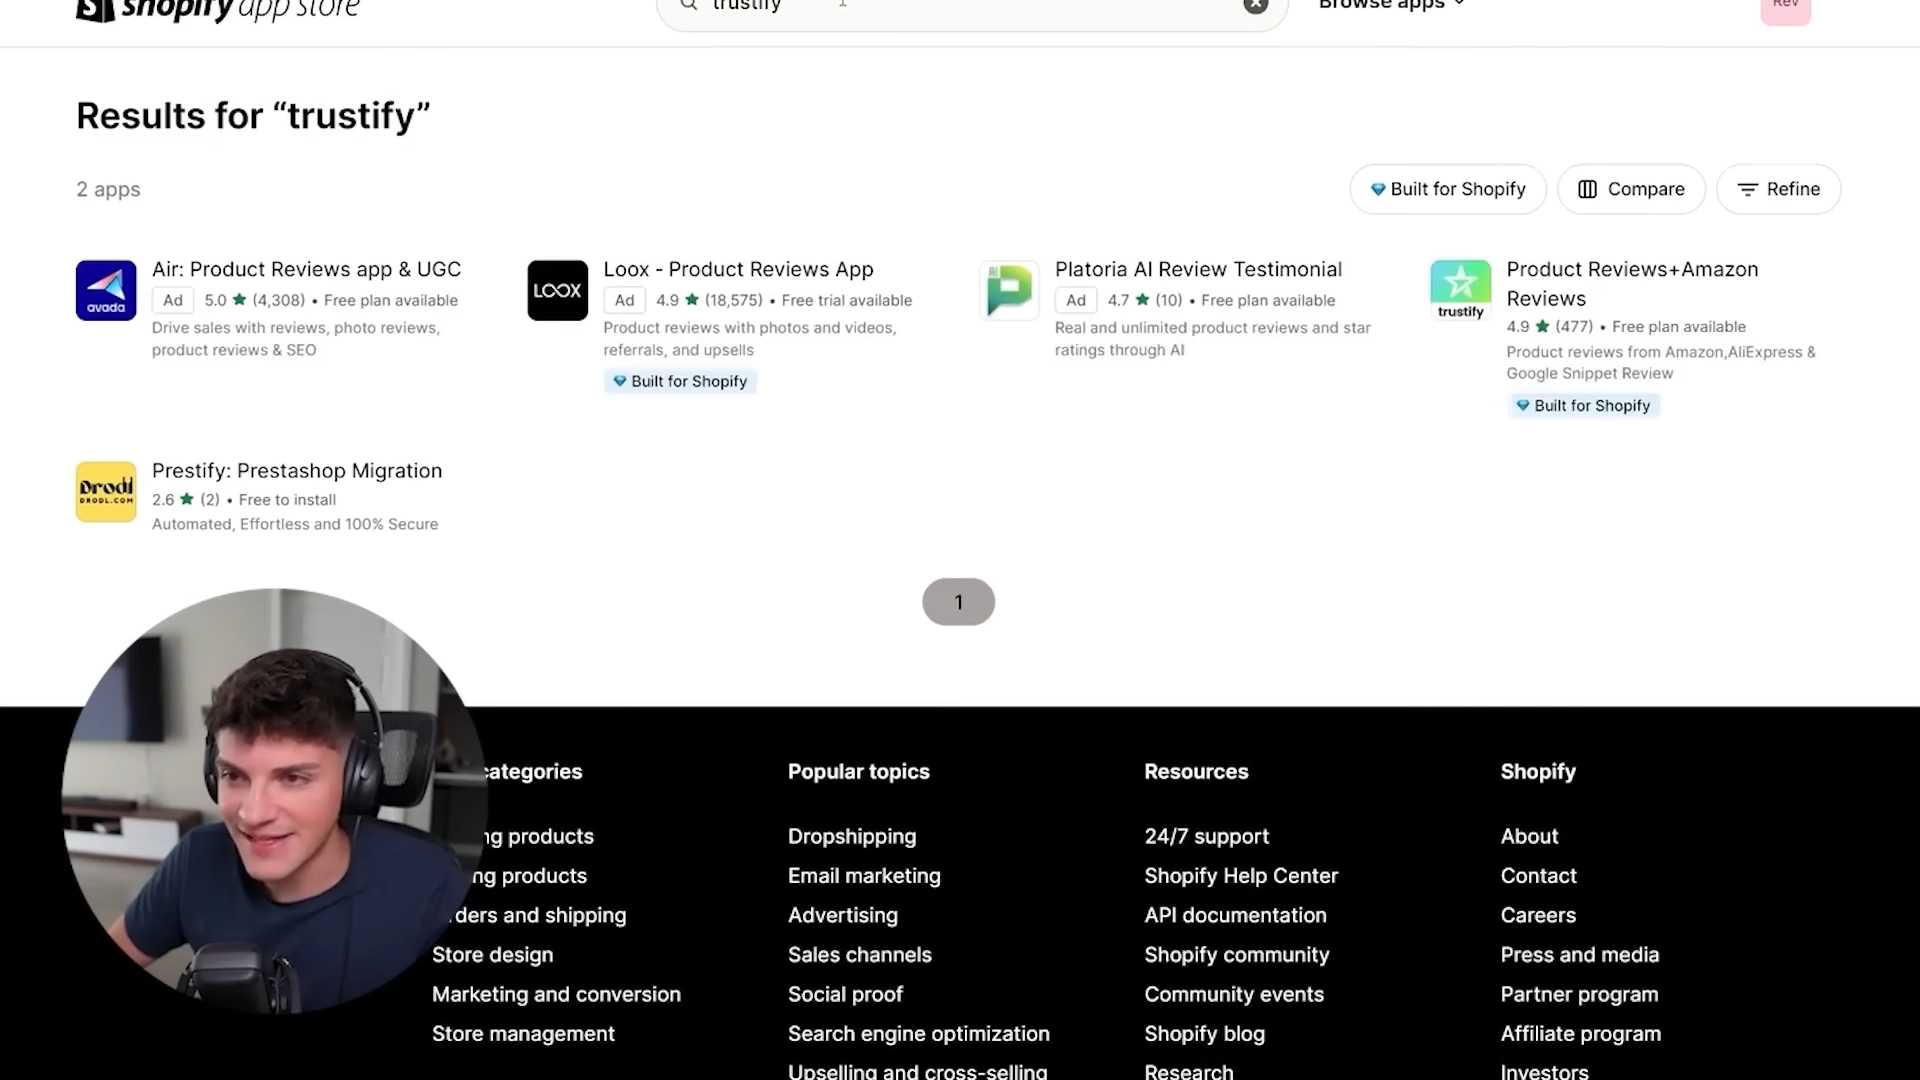 shopify app store
trustify
Browse apps
Rev
Results for “trustify”
2 apps
Built for Shopify
Compare
Refine
avada
Air: Product Reviews app & UGC
Ad 5.0 ★ (4,308) • Free plan available
Drive sales with reviews, photo reviews,
product reviews & SEO
LOOX
Loox - Product Reviews App
Ad 4.9 ★ (18,575) • Free trial available
Product reviews with photos and videos,
referrals, and upsells
Built for Shopify
AI
Platoria AI Review Testimonial
Ad 4.7 ★ (10) • Free plan available
Real and unlimited product reviews and star
ratings through AI
trustify
Product Reviews+Amazon
Reviews
4.9 ★ (477) • Free plan available
Product reviews from Amazon,AliExpress &
Google Snippet Review
Built for Shopify
Drodl
DRODL.COM
Prestify: Prestashop Migration
2.6 ★ (2) • Free to install
Automated, Effortless and 100% Secure
1
categories
ng products
ng products
ders and shipping
Store design
Marketing and conversion
Store management
Popular topics
Dropshipping
Email marketing
Advertising
Sales channels
Social proof
Search engine optimization
Upselling and cross-selling
Resources
24/7 support
Shopify Help Center
API documentation
Shopify community
Community events
Shopify blog
Research
Shopify
About
Contact
Careers
Press and media
Partner program
Affiliate program
Investors